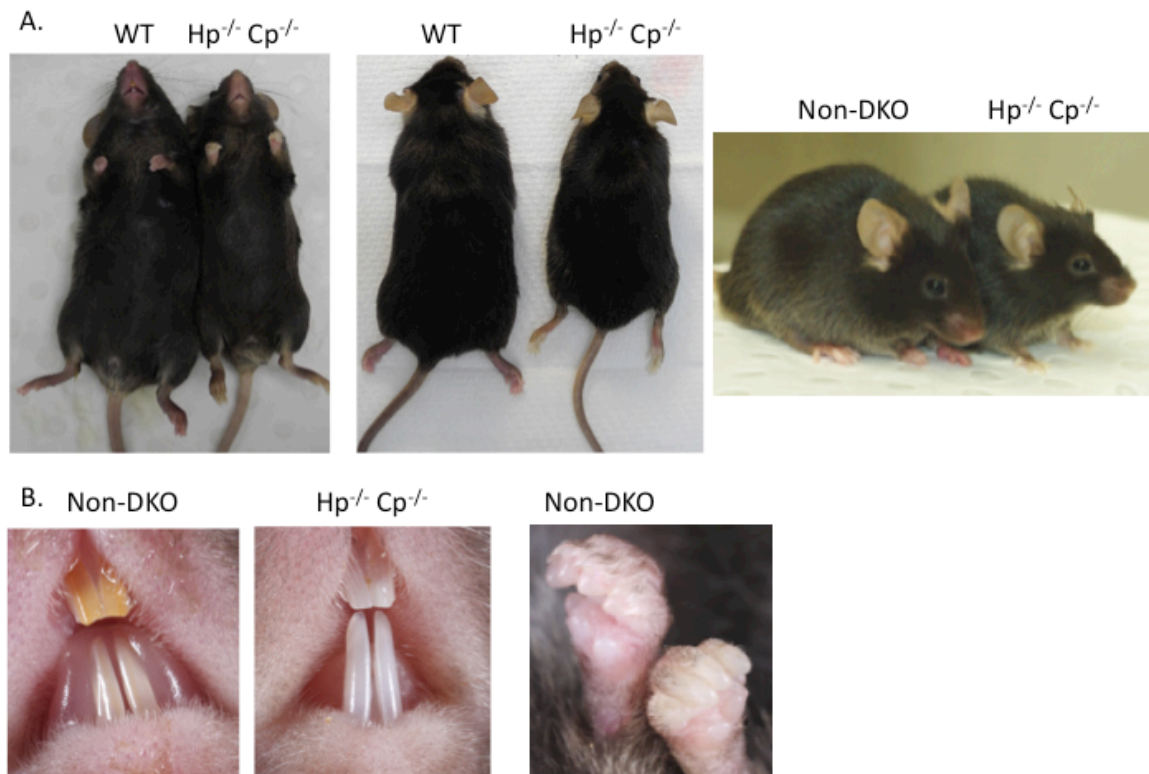 A.
WT Hp⁻/⁻ Cp⁻/⁻
WT Hp⁻/⁻ Cp⁻/⁻
Non-DKO Hp⁻/⁻ Cp⁻/⁻
B. Non-DKO Hp⁻/⁻ Cp⁻/⁻ Non-DKO